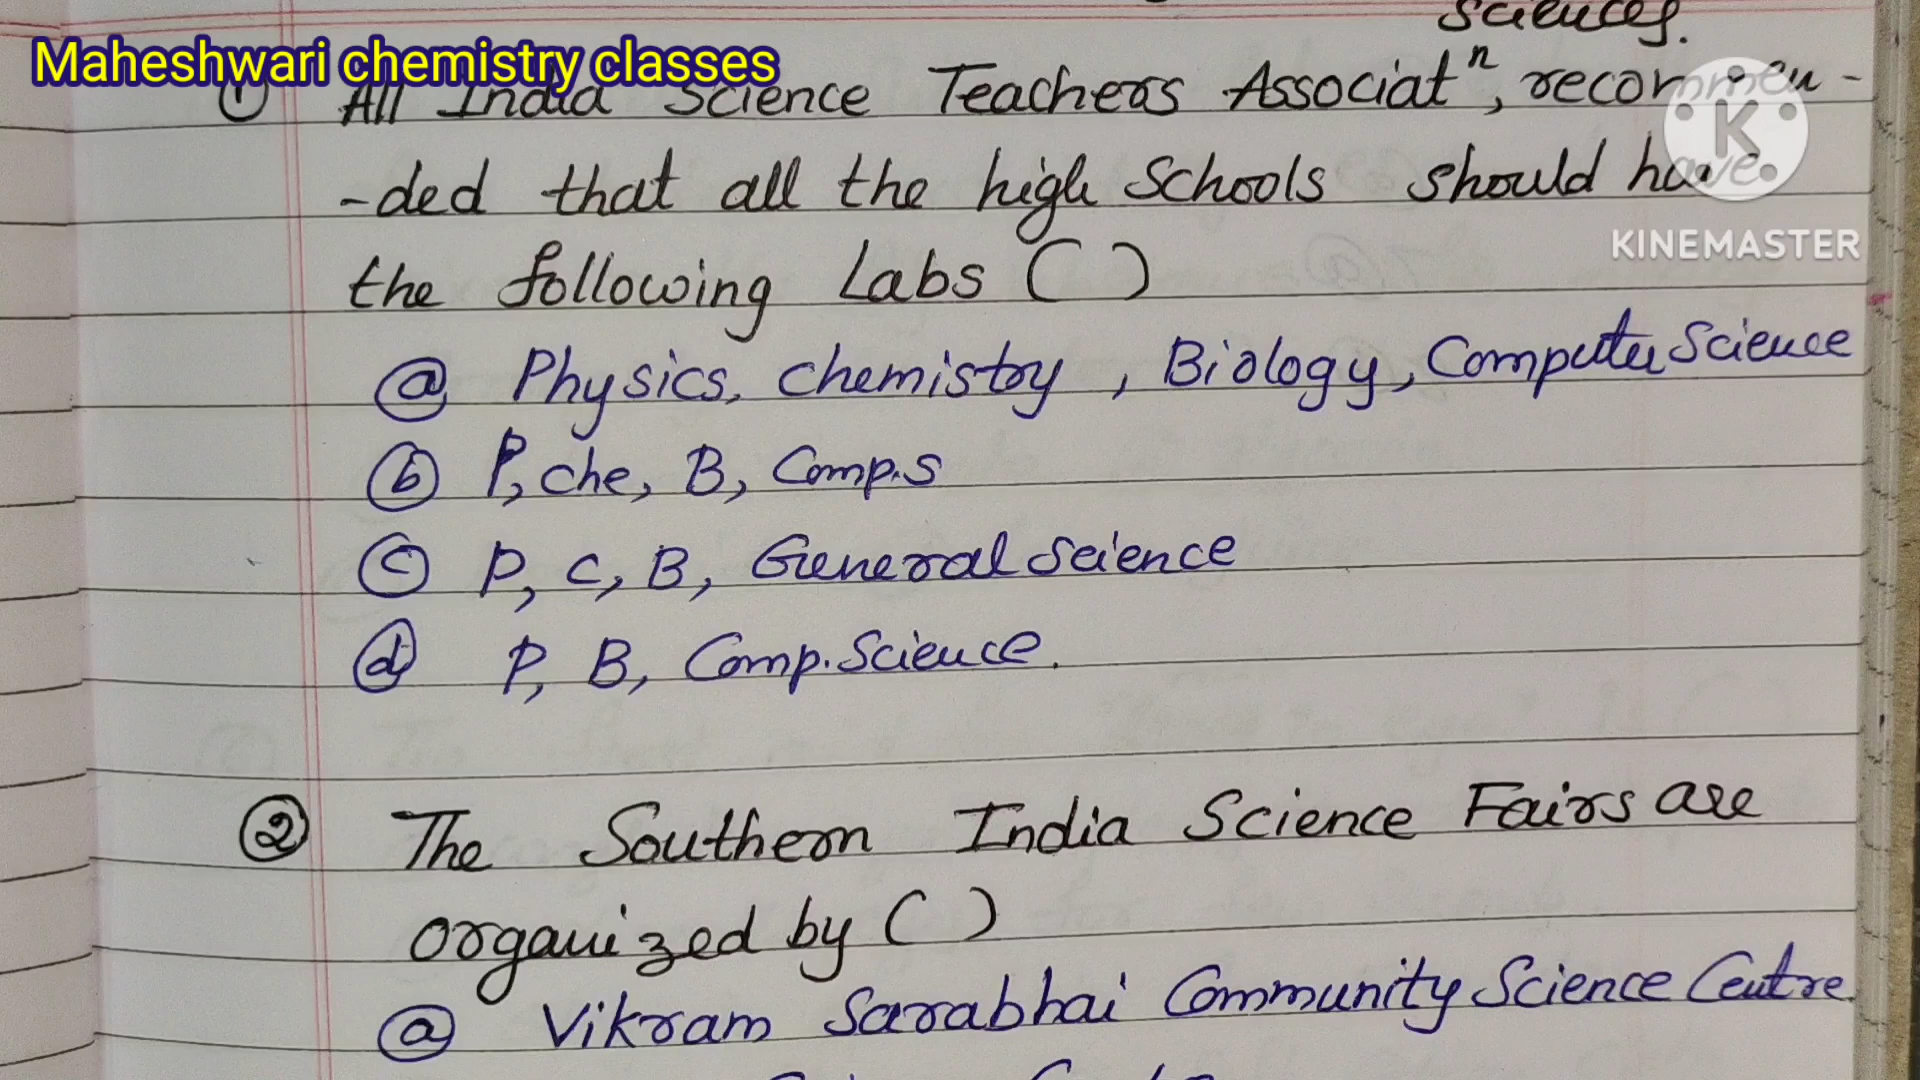 sciences.
Maheshwari chemistry classes
① All India Science Teachers Associatⁿ, recommen-
-ded that all the high Schools should have
the following Labs ( )
K
KINEMASTER
ⓐ Physics, chemistry, Biology, Computer Science
ⓑ P, che, B, Comp.s
ⓒ P, C, B, General science
ⓓ P, B, Comp. Science.
② The Southern India Science Fairs are
organized by ( )
ⓐ Vikram Sarabhai Community Science Centre.